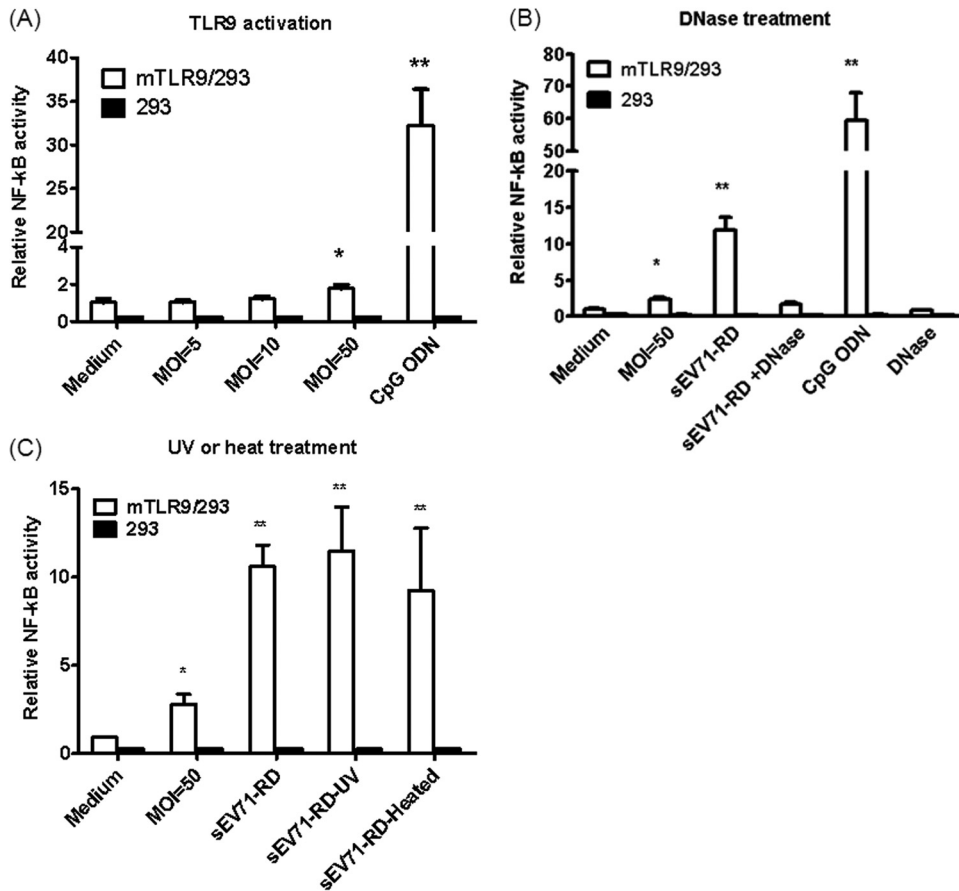 (A)
TLR9 activation
Relative NF-kB activity
40
35
30
25
4
2
0
mTLR9/293
293
**
*
Medium
MOI=5
MOI=10
MOI=50
CpG ODN
(B)
DNase treatment
Relative NF-kB activity
80
70
60
50
20
15
10
5
0
mTLR9/293
293
*
**
**
Medium
MOI=50
sEV71-RD
sEV71-RD +DNase
CpG ODN
DNase
(C)
UV or heat treatment
Relative NF-kB activity
15
10
5
0
mTLR9/293
293
*
**
**
**
Medium
MOI=50
sEV71-RD
sEV71-RD-UV
sEV71-RD-Heated